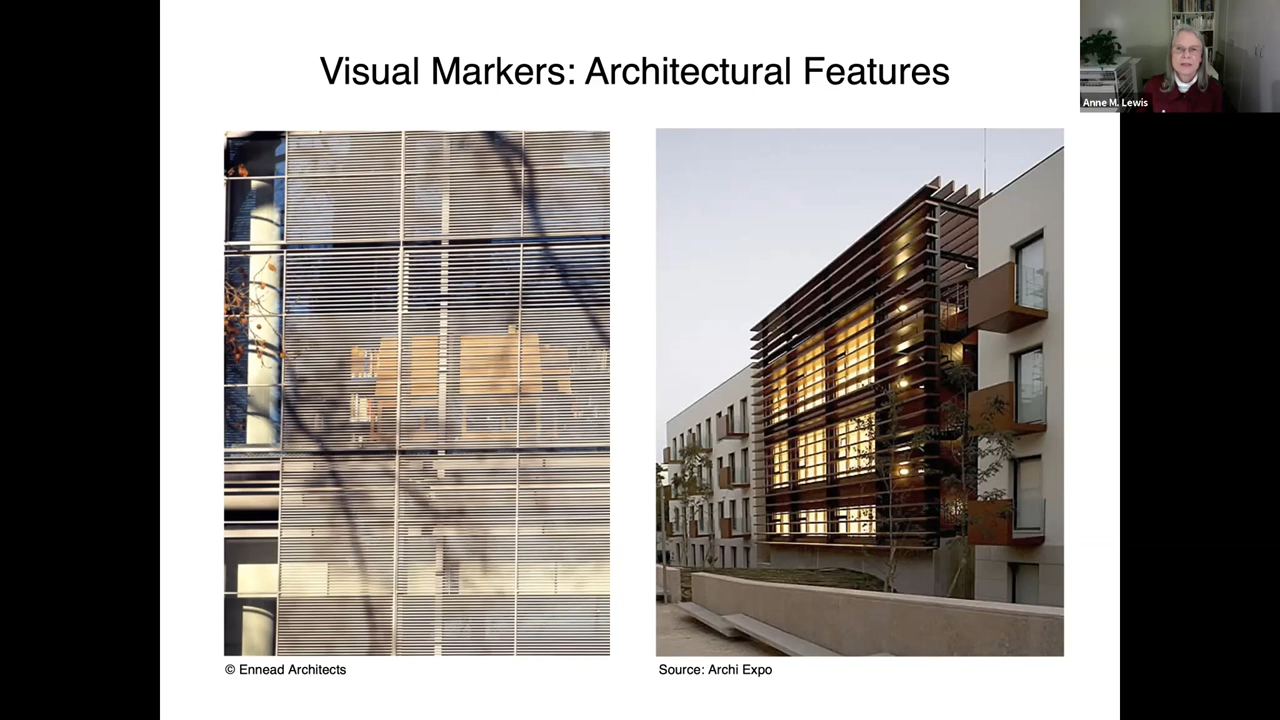 Visual Markers: Architectural Features
Anne M. Lewis
© Ennead Architects
Source: Archi Expo